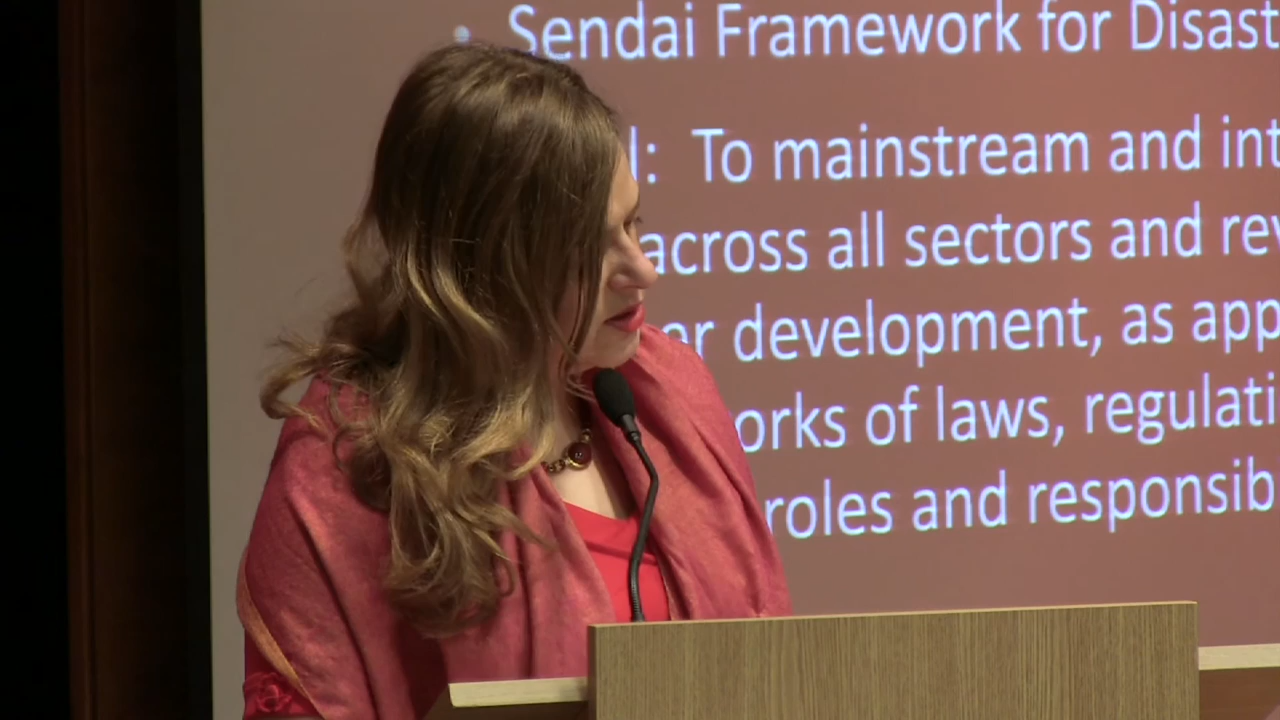 • Sendai Framework for Disast
l: To mainstream and int
across all sectors and rev
er development, as app
orks of laws, regulati
roles and responsib